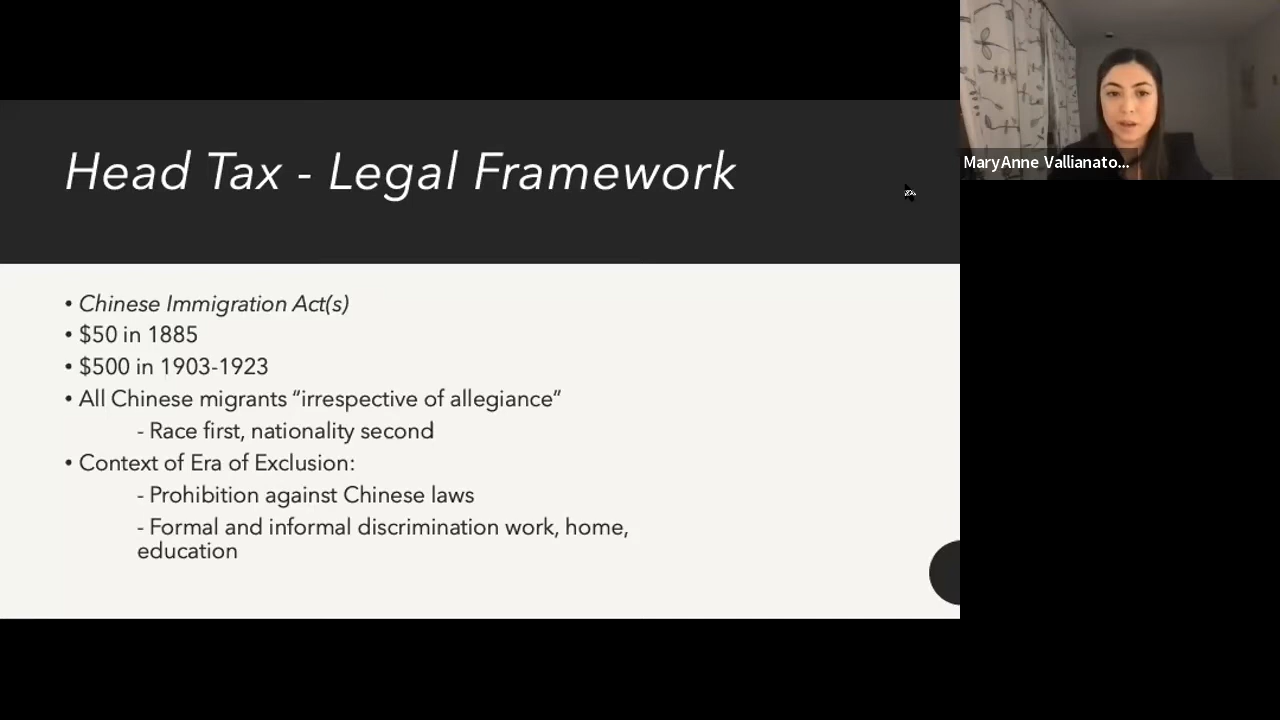 Head Tax - Legal Framework
MaryAnne Vallianato...
• Chinese Immigration Act(s)
• $50 in 1885
• $500 in 1903-1923
• All Chinese migrants “irrespective of allegiance”
- Race first, nationality second
• Context of Era of Exclusion:
- Prohibition against Chinese laws
- Formal and informal discrimination work, home,
education